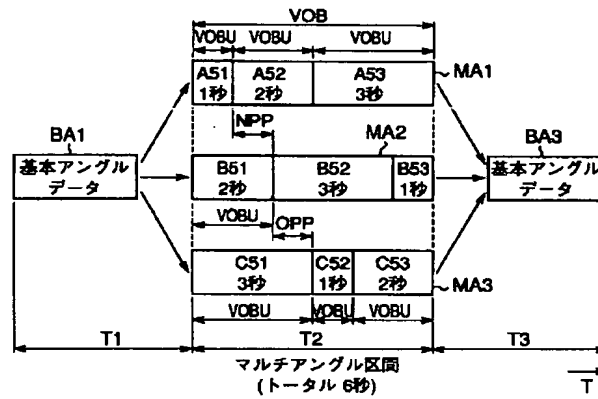 VOB
VOBU VOBU VOBU
A51 A52 A53 MA1
1秒 2秒 3秒
NPP MA2
BA1 BA3
基本アングル B51 B52 B53 基本アングル
データ 2秒 3秒 1秒 データ
VOBU OPP
C51 C52 C53
3秒 1秒 2秒 MA3
VOBU VOBU VOBU
T1 T2 T3
マルチアングル区間
(トータル 6秒) T